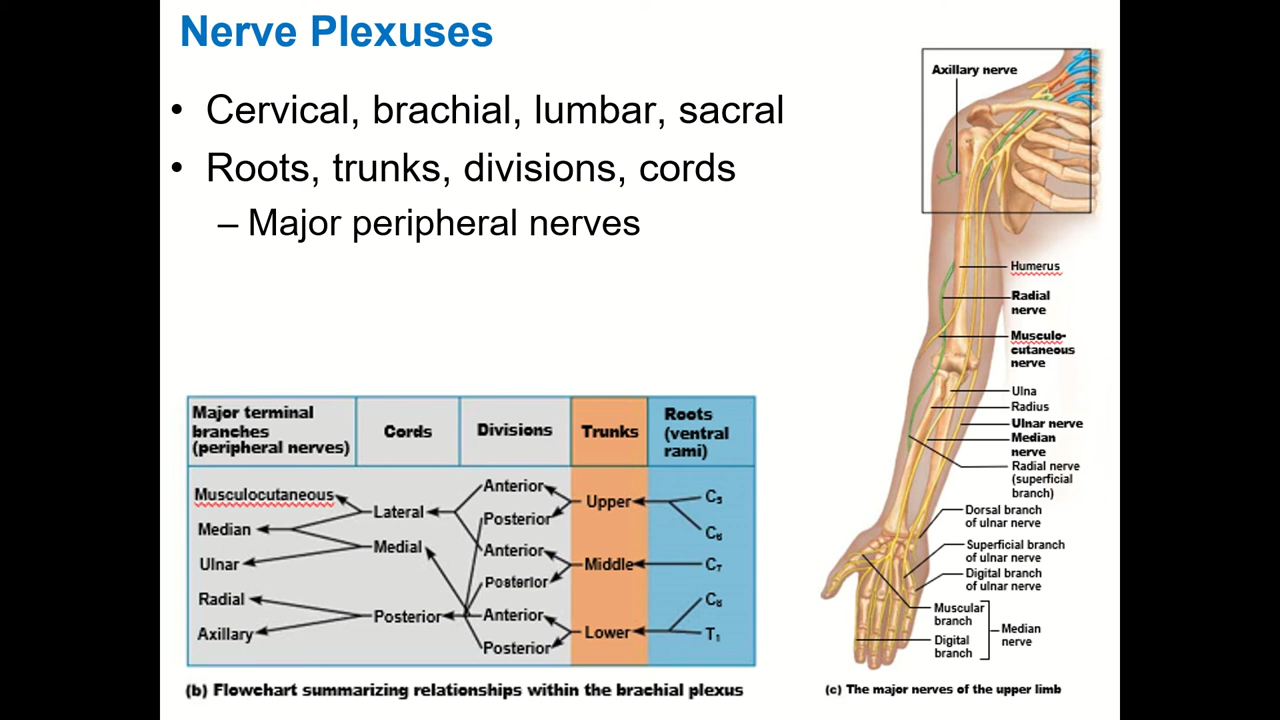 Nerve Plexuses
• Cervical, brachial, lumbar, sacral
• Roots, trunks, divisions, cords
– Major peripheral nerves
Major terminal
branches
(peripheral nerves)
Cords
Divisions
Trunks
Roots
(ventral
rami)
Musculocutaneous
Median
Ulnar
Radial
Axillary
Lateral
Medial
Posterior
Anterior
Posterior
Anterior
Posterior
Anterior
Posterior
Upper
Middle
Lower
C5
C6
C7
C8
T1
(b) Flowchart summarizing relationships within the brachial plexus
Axillary nerve
Humerus
Radial
nerve
Musculo-
cutaneous
nerve
Ulna
Radius
Ulnar nerve
Median
nerve
Radial nerve
(superficial
branch)
Dorsal branch
of ulnar nerve
Superficial branch
of ulnar nerve
Digital branch
of ulnar nerve
Muscular
branch
Digital
branch
Median
nerve
(c) The major nerves of the upper limb